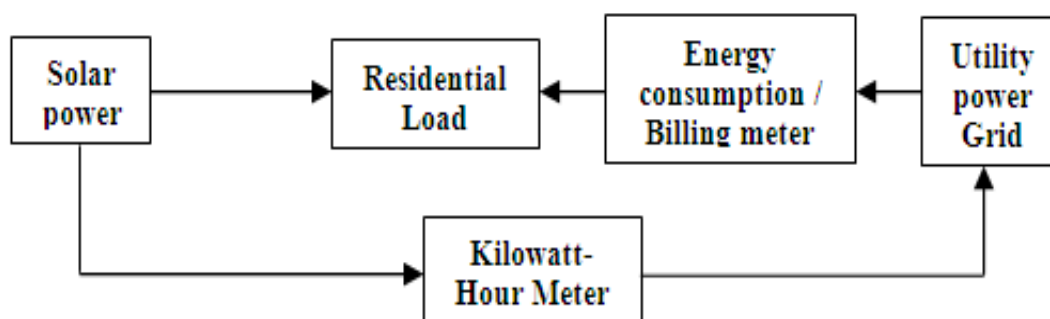 Solar
power
Residential
Load
Energy
consumption /
Billing meter
Utility
power
Grid
Kilowatt-
Hour Meter